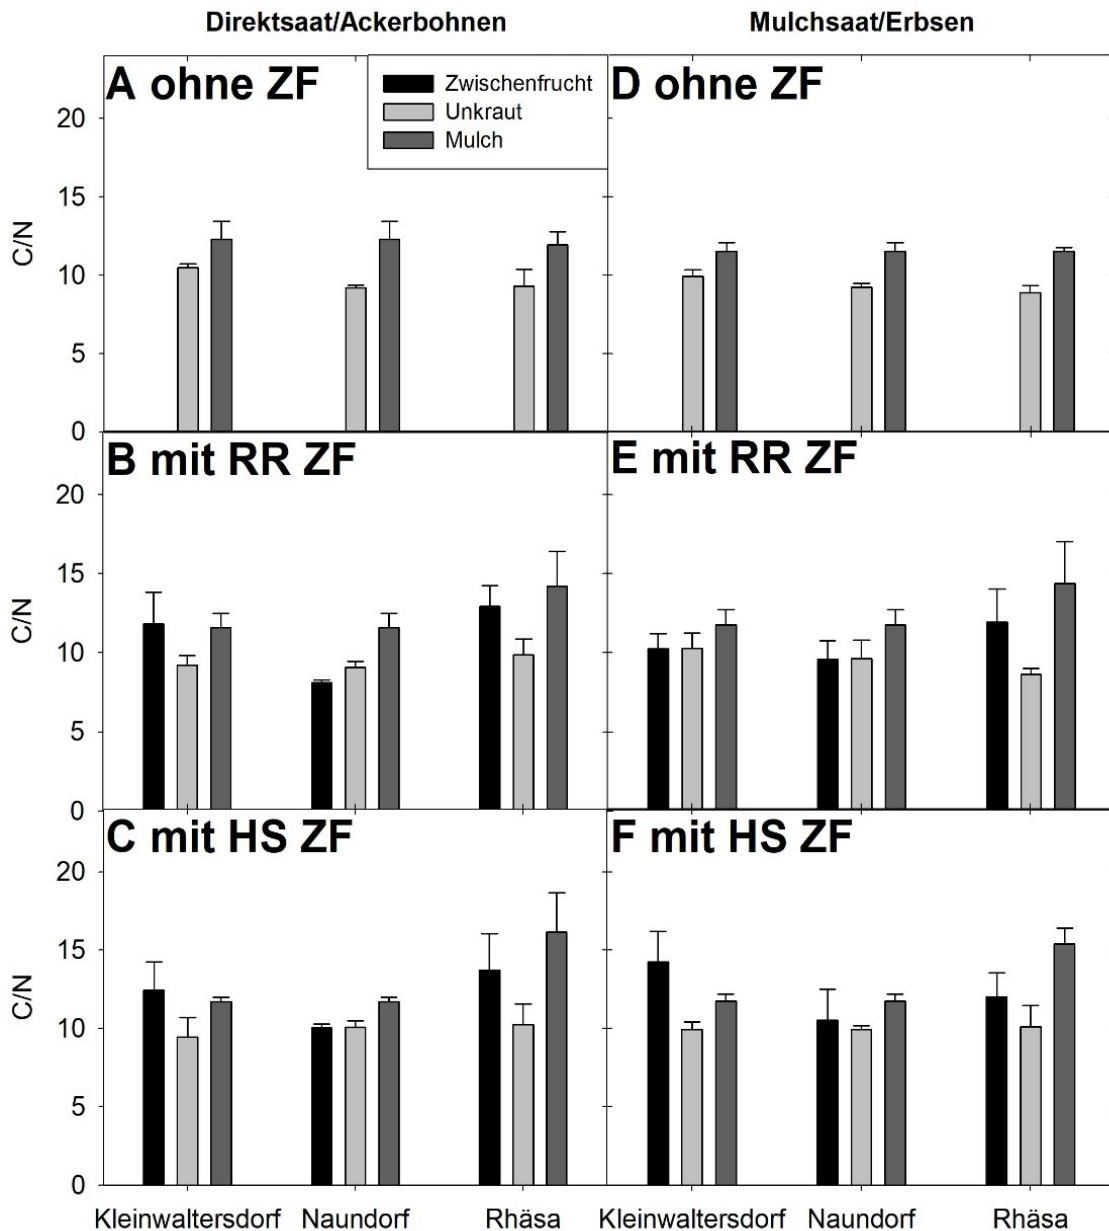 Direktsaat/Ackerbohnen
Mulchsaat/Erbsen
A ohne ZF
Zwischenfrucht
Unkraut
Mulch
D ohne ZF
20
15
C/N
10
5
0
B mit RR ZF
E mit RR ZF
20
15
C/N
10
5
0
C mit HS ZF
F mit HS ZF
20
15
C/N
10
5
0
Kleinwaltersdorf Naundorf Rhäsa Kleinwaltersdorf Naundorf Rhäsa